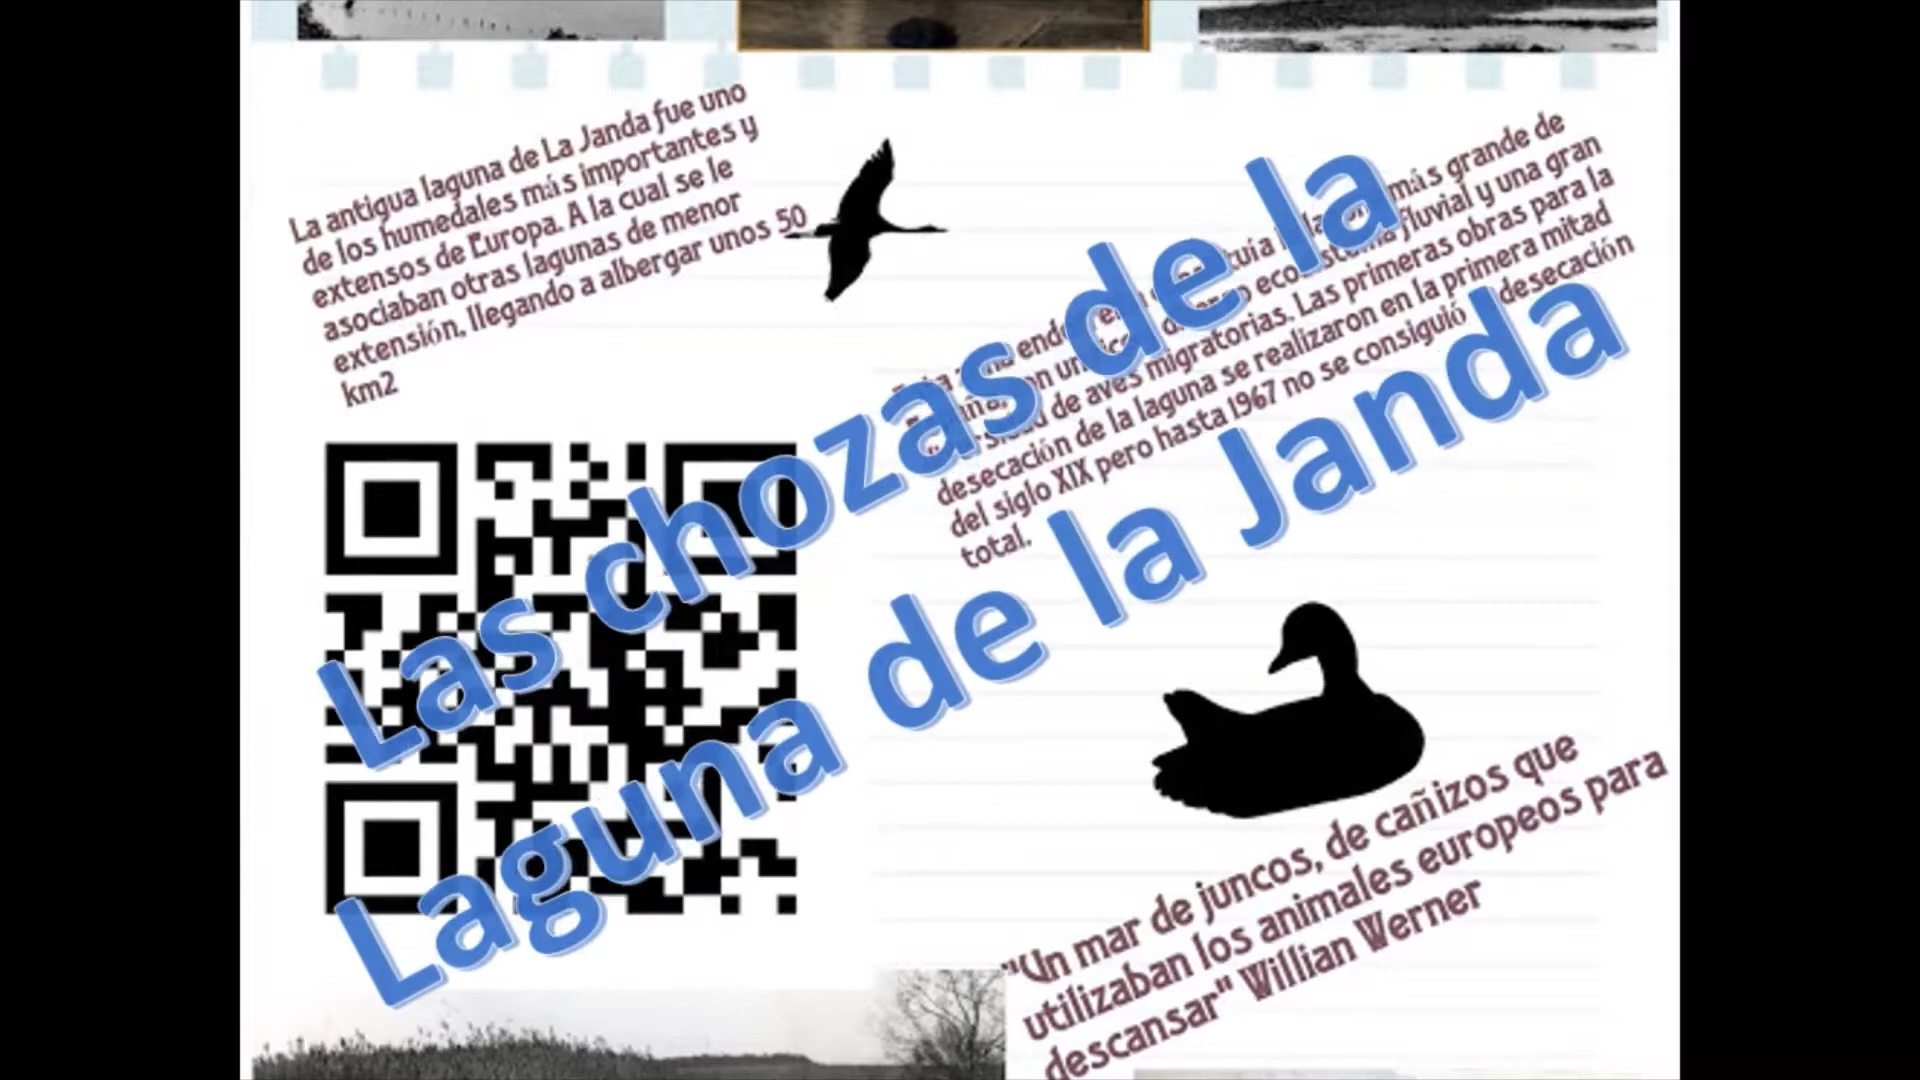 La antigua laguna de La Janda fue uno
de los humedales más importantes y
extensos de Europa. A la cual se le
asociaban otras lagunas de menor
extensión, llegando a albergar unos 50
km2
más grande de
fluvial y una gran
de aves migratorias. Las primeras obras para la
desecación de la laguna se realizaron en la primera mitad
del siglo XIX pero hasta 1967 no se consiguió desecación
total.
Las chozas de la
Laguna de la Janda
"Un mar de juncos, de cañizos que
utilizaban los animales europeos para
descansar" Willian Werner